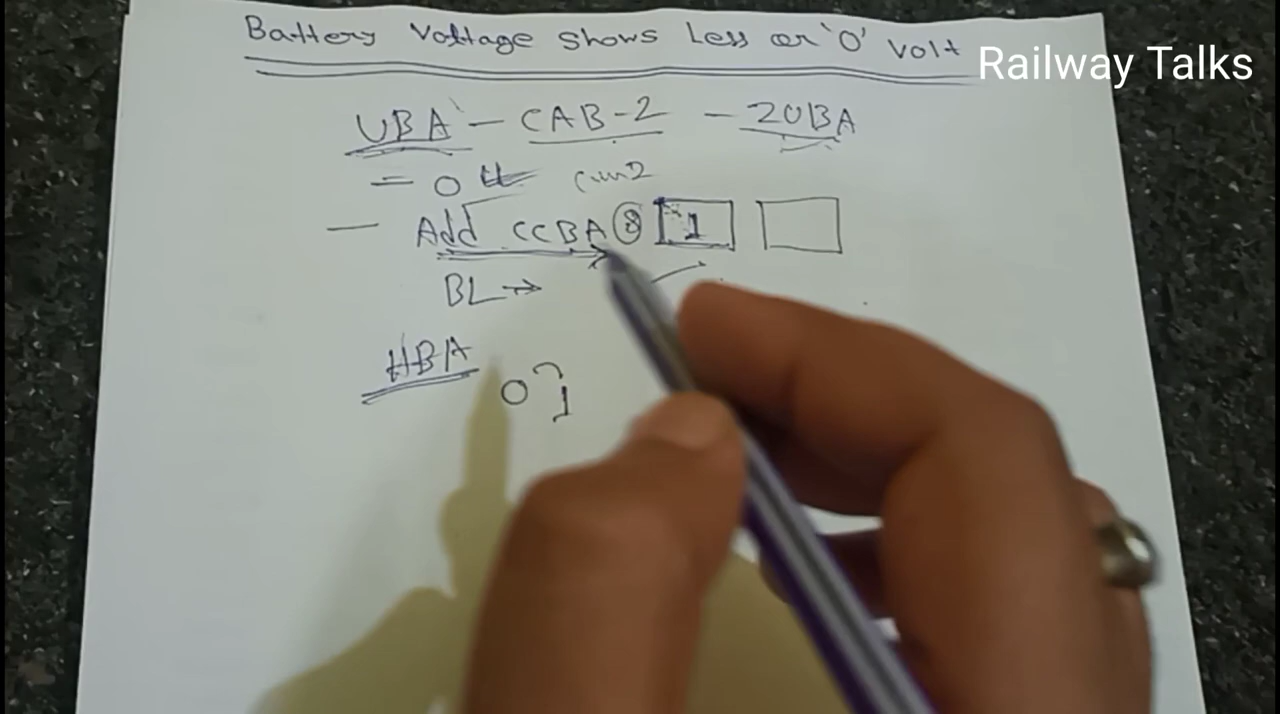 Battery Voltage Shows Less or '0' Volt
Railway Talks
UBA - CAB-2 - ZUBA
= 0
- Add CCBA 8 1
BL →
HBA
0 1